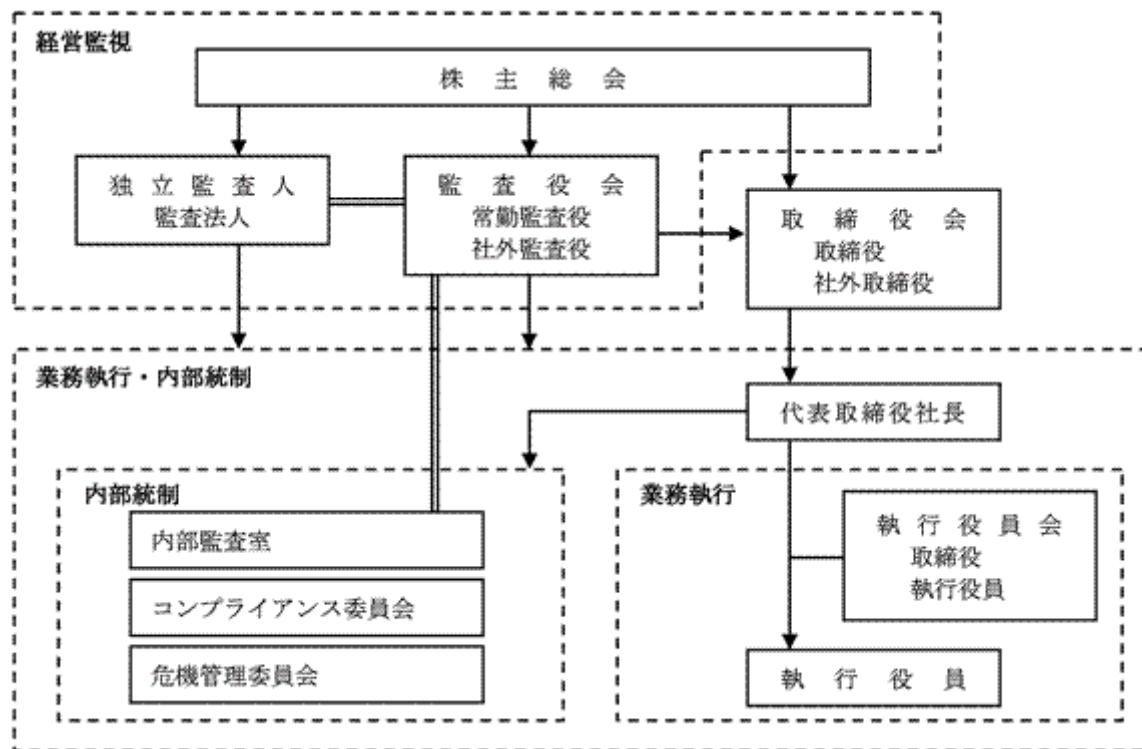 経営監視
株主総会
独立監査人
監査法人
監査役会
常勤監査役
社外監査役
取締役会
取締役
社外取締役
業務執行・内部統制
代表取締役社長
内部統制
内部監査室
コンプライアンス委員会
危機管理委員会
業務執行
執行役員会
取締役
執行役員
執行役員